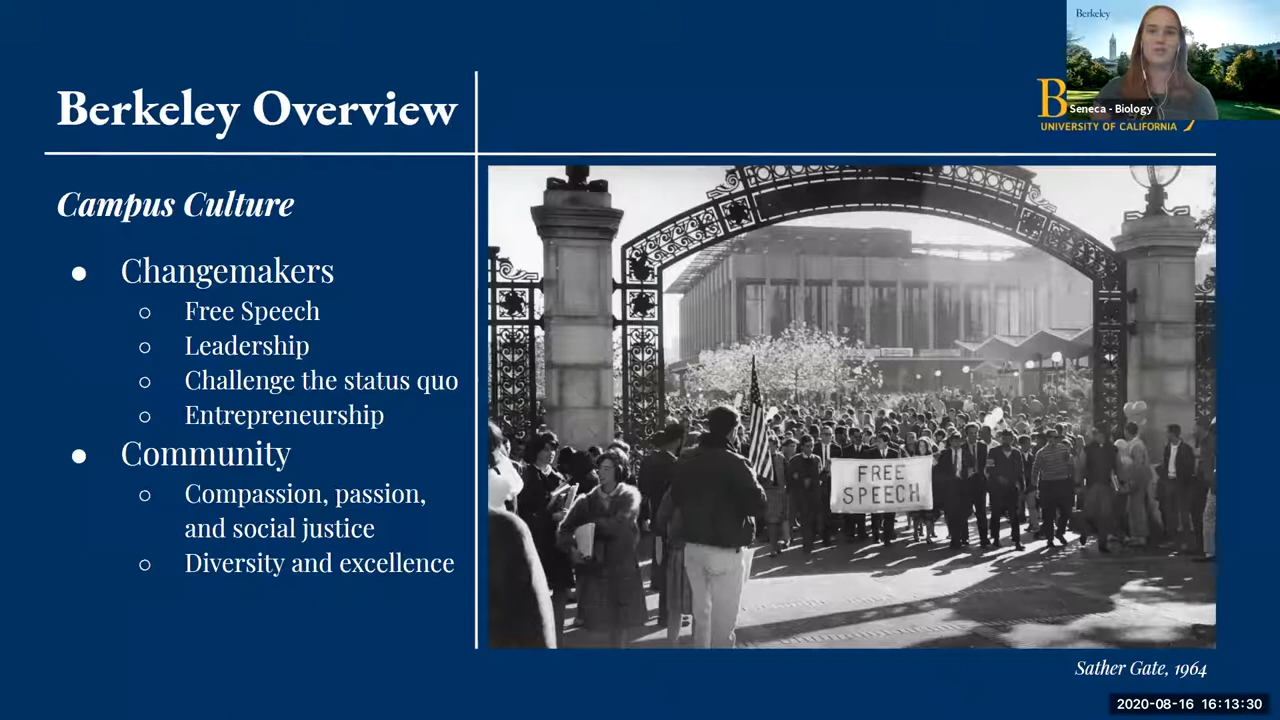 Berkeley
Berkeley Overview
Seneca - Biology
B
UNIVERSITY OF CALIFORNIA
Campus Culture
● Changemakers
○ Free Speech
○ Leadership
○ Challenge the status quo
○ Entrepreneurship
● Community
○ Compassion, passion,
and social justice
○ Diversity and excellence
FREE
SPEECH
Sather Gate, 1964
2020-08-16 16:13:30